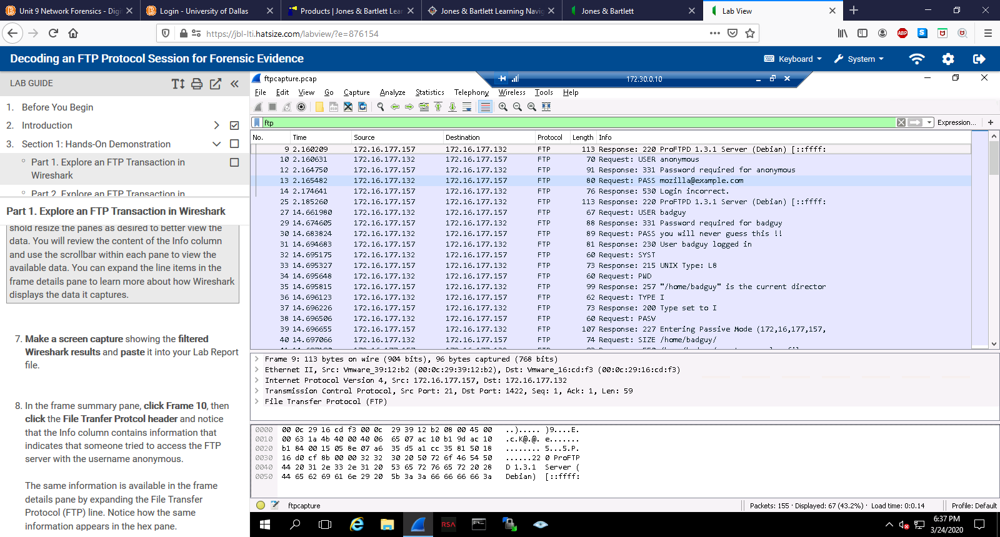 Unit 9 Network Forensics - Digi
Login - University of Dallas
Products | Jones & Bartlett Lear
Jones & Bartlett Learning Navig
Jones & Bartlett
Lab View
https://jbl-lti.hatsize.com/labview/?e=876154
ABP
S
Decoding an FTP Protocol Session for Forensic Evidence
Keyboard
System
LAB GUIDE
1. Before You Begin
2. Introduction
3. Section 1: Hands-On Demonstration
Part 1. Explore an FTP Transaction in
Wireshark
Part 2. Explore an FTP Transaction in
Part 1. Explore an FTP Transaction in Wireshark
shold resize the panes as desired to better view the
data. You will review the content of the Info column
and use the scrollbar within each pane to view the
available data. You can expand the line items in the
frame details pane to learn more about how Wireshark
displays the data it captures.
7. Make a screen capture showing the filtered
Wireshark results and paste it into your Lab Report
file.
8. In the frame summary pane, click Frame 10, then
click the File Tranfer Protcol header and notice
that the Info column contains information that
indicates that someone tried to access the FTP
server with the username anonymous.
The same information is available in the frame
details pane by expanding the File Transfer
Protocol (FTP) line. Notice how the same
information appears in the hex pane.
ftpcapture.pcap
172.30.0.10
File Edit View Go Capture Analyze Statistics Telephony Wireless Tools Help
ftp
Expression...
No. Time Source Destination Protocol Length Info
9 2.160209 172.16.177.157 172.16.177.132 FTP 113 Response: 220 ProFTPD 1.3.1 Server (Debian) [::ffff:
10 2.160631 172.16.177.132 172.16.177.157 FTP 70 Request: USER anonymous
12 2.164750 172.16.177.157 172.16.177.132 FTP 91 Response: 331 Password required for anonymous
13 2.165482 172.16.177.132 172.16.177.157 FTP 80 Request: PASS mozilla@example.com
14 2.174641 172.16.177.157 172.16.177.132 FTP 76 Response: 530 Login incorrect.
25 2.185260 172.16.177.157 172.16.177.132 FTP 113 Response: 220 ProFTPD 1.3.1 Server (Debian) [::ffff:
27 14.661980 172.16.177.132 172.16.177.157 FTP 67 Request: USER badguy
29 14.674605 172.16.177.157 172.16.177.132 FTP 88 Response: 331 Password required for badguy
30 14.683824 172.16.177.132 172.16.177.157 FTP 89 Request: PASS you will never guess this !!
31 14.694683 172.16.177.157 172.16.177.132 FTP 81 Response: 230 User badguy logged in
32 14.695175 172.16.177.132 172.16.177.157 FTP 60 Request: SYST
33 14.695327 172.16.177.157 172.16.177.132 FTP 73 Response: 215 UNIX Type: L8
34 14.695648 172.16.177.132 172.16.177.157 FTP 60 Request: PWD
35 14.695815 172.16.177.157 172.16.177.132 FTP 99 Response: 257 "/home/badguy" is the current director
36 14.696123 172.16.177.132 172.16.177.157 FTP 62 Request: TYPE I
37 14.696226 172.16.177.157 172.16.177.132 FTP 73 Response: 200 Type set to I
38 14.696506 172.16.177.132 172.16.177.157 FTP 60 Request: PASV
39 14.696655 172.16.177.157 172.16.177.132 FTP 107 Response: 227 Entering Passive Mode (172,16,177,157,
40 14.697066 172.16.177.132 172.16.177.157 FTP 74 Request: SIZE /home/badguy/
Frame 9: 113 bytes on wire (904 bits), 96 bytes captured (768 bits)
Ethernet II, Src: Vmware_39:12:b2 (00:0c:29:39:12:b2), Dst: Vmware_16:cd:f3 (00:0c:29:16:cd:f3)
Internet Protocol Version 4, Src: 172.16.177.157, Dst: 172.16.177.132
Transmission Control Protocol, Src Port: 21, Dst Port: 1422, Seq: 1, Ack: 1, Len: 59
File Transfer Protocol (FTP)
0000 00 0c 29 16 cd f3 00 0c 29 39 12 b2 08 00 45 00 ..)..... )9....E.
0010 00 63 1a 4b 40 00 40 06 65 07 ac 10 b1 9d ac 10 .c.K@.@. e.......
0020 b1 84 00 15 05 8e 07 a6 35 d5 a1 cc 35 81 50 18 ........ 5...5.P.
0030 16 d0 cf 8b 00 00 32 32 30 20 50 72 6f 46 54 50 ......22 0 ProFTP
0040 44 20 31 2e 33 2e 31 20 53 65 72 76 65 72 20 28 D 1.3.1 Server (
0050 44 65 62 69 61 6e 29 20 5b 3a 3a 66 66 66 66 3a Debian) [::ffff:
ftpcapture
Packets: 155 · Displayed: 67 (43.2%) · Load time: 0:0.14
Profile: Default
RSA
6:37 PM
3/24/2020